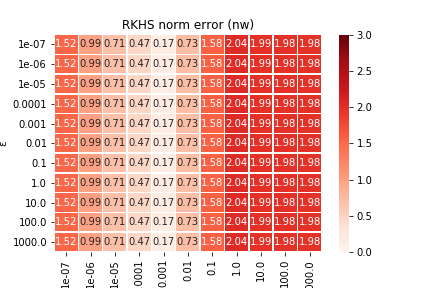 RKHS norm error (nw)
1e-07 1.52 0.99 0.71 0.47 0.17 0.73 1.58 2.04 1.99 1.98 1.98
1e-06 1.52 0.99 0.71 0.47 0.17 0.73 1.58 2.04 1.99 1.98 1.98
1e-05 1.52 0.99 0.71 0.47 0.17 0.73 1.58 2.04 1.99 1.98 1.98
0.0001 1.52 0.99 0.71 0.47 0.17 0.73 1.58 2.04 1.99 1.98 1.98
0.001 1.52 0.99 0.71 0.47 0.17 0.73 1.58 2.04 1.99 1.98 1.98
0.01 1.52 0.99 0.71 0.47 0.17 0.73 1.58 2.04 1.99 1.98 1.98
0.1 1.52 0.99 0.71 0.47 0.17 0.73 1.58 2.04 1.99 1.98 1.98
1.0 1.52 0.99 0.71 0.47 0.17 0.73 1.58 2.04 1.99 1.98 1.98
10.0 1.52 0.99 0.71 0.47 0.17 0.73 1.58 2.04 1.99 1.98 1.98
100.0 1.52 0.99 0.71 0.47 0.17 0.73 1.58 2.04 1.99 1.98 1.98
1000.0 1.52 0.99 0.71 0.47 0.17 0.73 1.58 2.04 1.99 1.98 1.98
ε
1e-07 1e-06 1e-05 0001 0.001 0.01 0.1 1.0 10.0 100.0 000.0
3.0
2.5
2.0
1.5
1.0
0.5
0.0